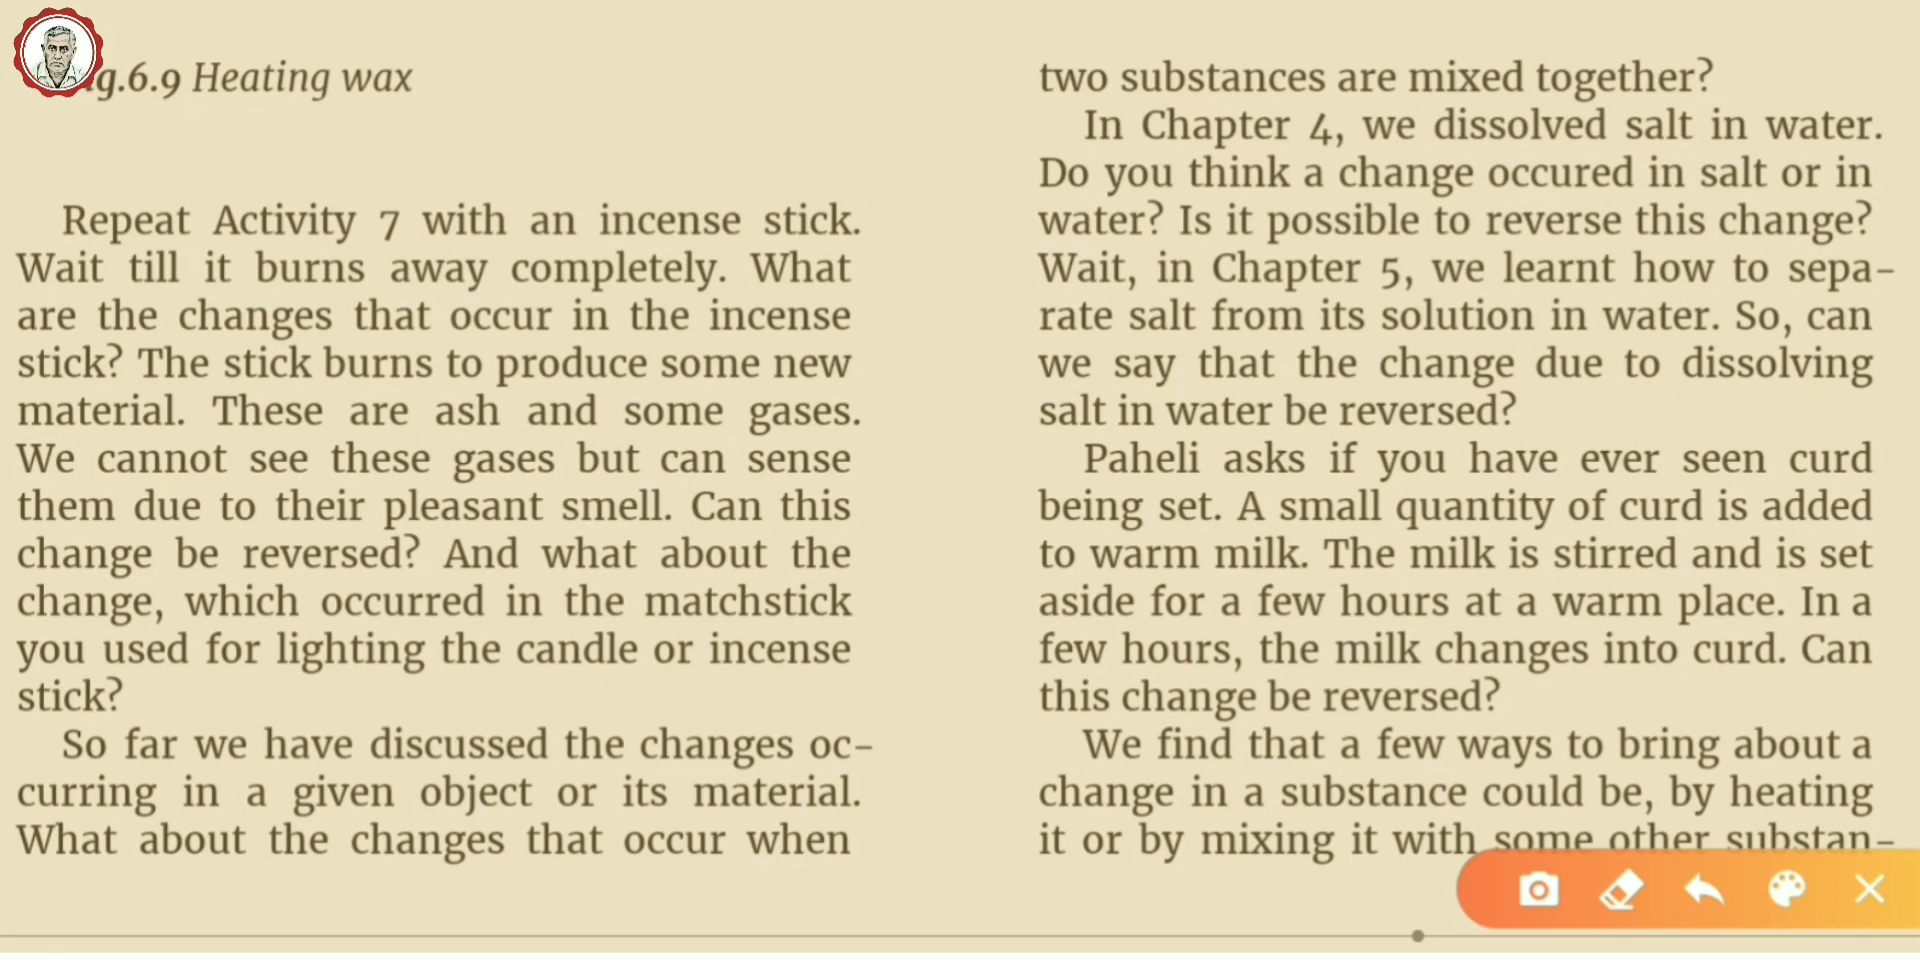 g.6.9 Heating wax
Repeat Activity 7 with an incense stick.
Wait till it burns away completely. What
are the changes that occur in the incense
stick? The stick burns to produce some new
material. These are ash and some gases.
We cannot see these gases but can sense
them due to their pleasant smell. Can this
change be reversed? And what about the
change, which occurred in the matchstick
you used for lighting the candle or incense
stick?
So far we have discussed the changes oc-
curring in a given object or its material.
What about the changes that occur when
two substances are mixed together?
In Chapter 4, we dissolved salt in water.
Do you think a change occured in salt or in
water? Is it possible to reverse this change?
Wait, in Chapter 5, we learnt how to sepa-
rate salt from its solution in water. So, can
we say that the change due to dissolving
salt in water be reversed?
Paheli asks if you have ever seen curd
being set. A small quantity of curd is added
to warm milk. The milk is stirred and is set
aside for a few hours at a warm place. In a
few hours, the milk changes into curd. Can
this change be reversed?
We find that a few ways to bring about a
change in a substance could be, by heating
it or by mixing it with some other substan-